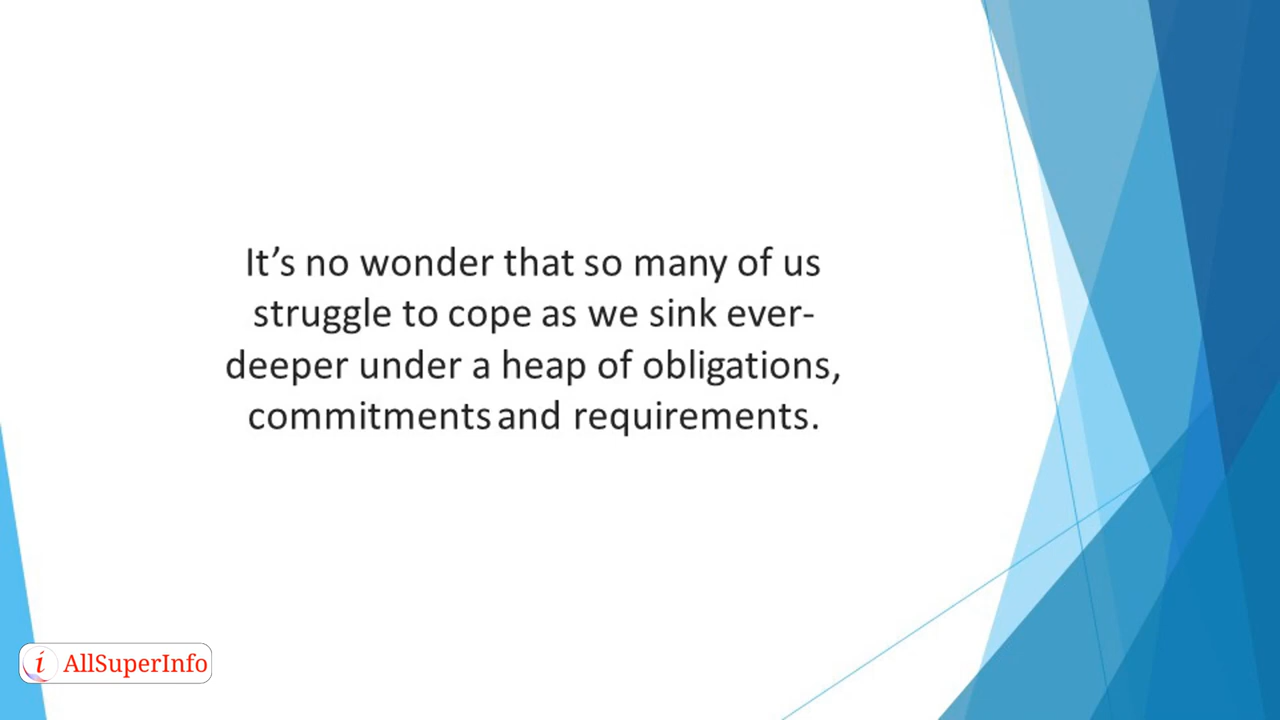 It’s no wonder that so many of us
struggle to cope as we sink ever-
deeper under a heap of obligations,
commitments and requirements.
i AllSuperInfo